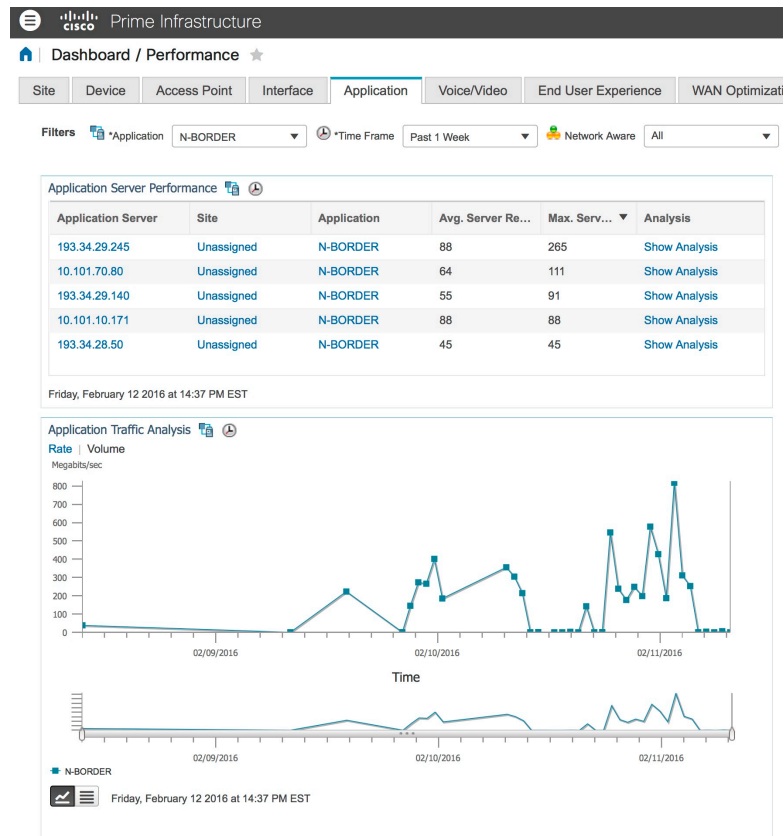 cisco Prime Infrastructure
Dashboard / Performance
Site Device Access Point Interface Application Voice/Video End User Experience WAN Optimizati
Filters *Application N-BORDER *Time Frame Past 1 Week Network Aware All
Application Server Performance
Application Server Site Application Avg. Server Re... Max. Serv... Analysis
193.34.29.245 Unassigned N-BORDER 88 265 Show Analysis
10.101.70.80 Unassigned N-BORDER 64 111 Show Analysis
193.34.29.140 Unassigned N-BORDER 55 91 Show Analysis
10.101.10.171 Unassigned N-BORDER 88 88 Show Analysis
193.34.28.50 Unassigned N-BORDER 45 45 Show Analysis
Friday, February 12 2016 at 14:37 PM EST
Application Traffic Analysis
Rate | Volume
Megabits/sec
800
700
600
500
400
300
200
100
0
02/09/2016 02/10/2016 02/11/2016
Time
02/09/2016 02/10/2016 02/11/2016
N-BORDER
Friday, February 12 2016 at 14:37 PM EST